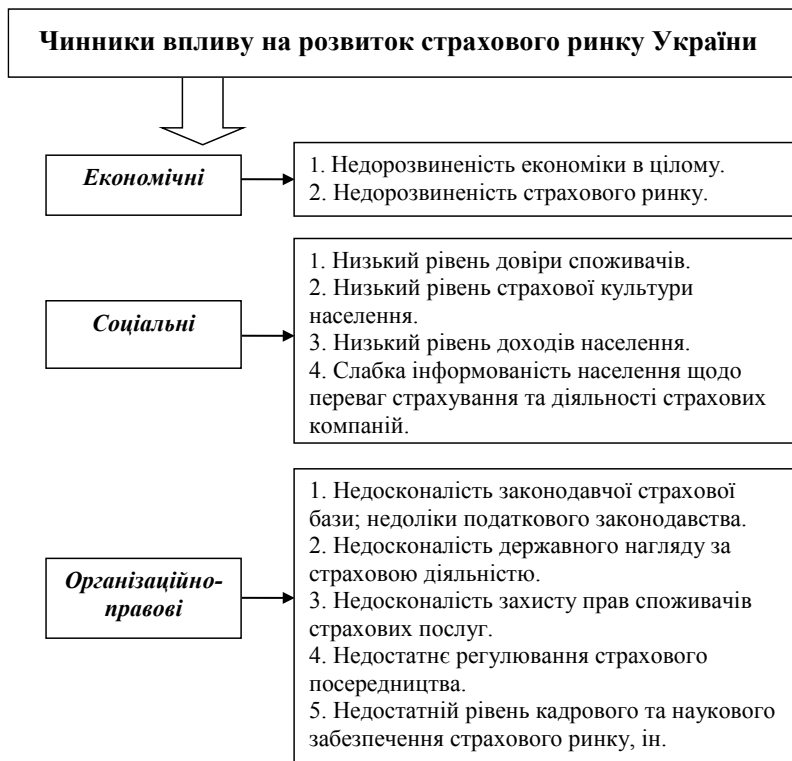 Чинники впливу на розвиток страхового ринку України
Економічні
1. Недорозвиненість економіки в цілому.
2. Недорозвиненість страхового ринку.
Соціальні
1. Низький рівень довіри споживачів.
2. Низький рівень страхової культури
населення.
3. Низький рівень доходів населення.
4. Слабка інформованість населення щодо
переваг страхування та діяльності страхових
компаній.
Організаційно-
правові
1. Недосконалість законодавчої страхової
бази; недоліки податкового законодавства.
2. Недосконалість державного нагляду за
страховою діяльністю.
3. Недосконалість захисту прав споживачів
страхових послуг.
4. Недостатнє регулювання страхового
посередництва.
5. Недостатній рівень кадрового та наукового
забезпечення страхового ринку, ін.